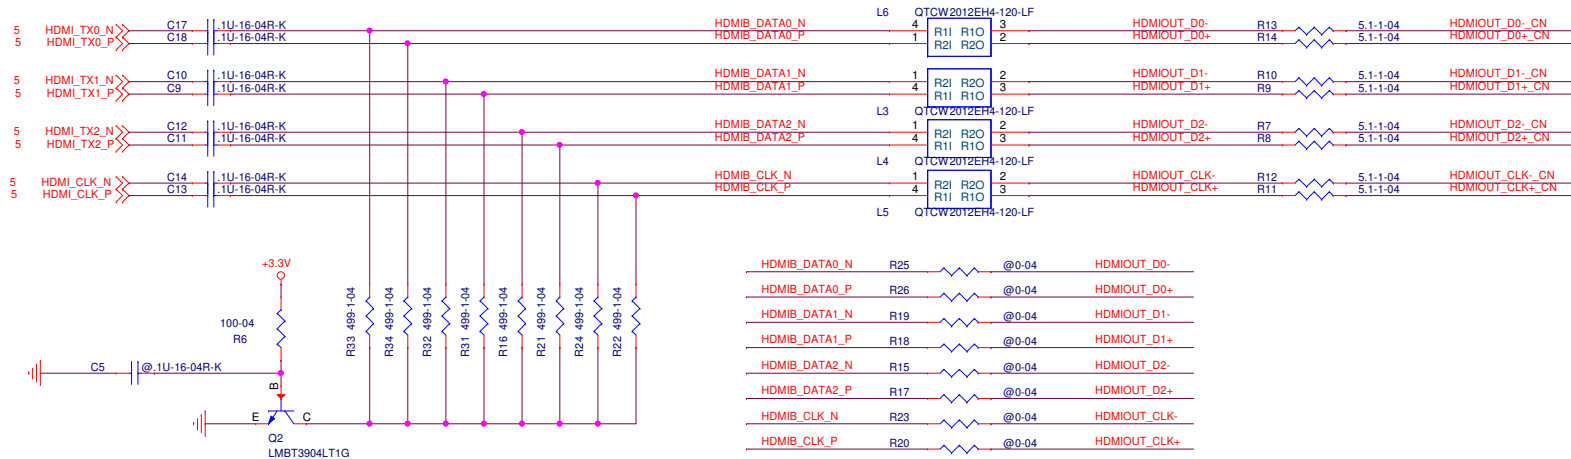 L6 QTCW2012EH4-120-LF
5 HDMI_TX0_N C17 .1U-16-04R-K HDMIB_DATA0_N 4 R1I R1O 3 HDMIOUT_D0- R13 5.1-1-04 HDMIOUT_D0-_CN
5 HDMI_TX0_P C18 .1U-16-04R-K HDMIB_DATA0_P 1 R2I R2O 2 HDMIOUT_D0+ R14 5.1-1-04 HDMIOUT_D0+_CN
5 HDMI_TX1_N C10 .1U-16-04R-K HDMIB_DATA1_N 1 R2I R2O 2 HDMIOUT_D1- R10 5.1-1-04 HDMIOUT_D1-_CN
5 HDMI_TX1_P C9 .1U-16-04R-K HDMIB_DATA1_P 4 R1I R1O 3 HDMIOUT_D1+ R9 5.1-1-04 HDMIOUT_D1+_CN
L3 QTCW2012EH4-120-LF
5 HDMI_TX2_N C12 .1U-16-04R-K HDMIB_DATA2_N 1 R2I R2O 2 HDMIOUT_D2- R7 5.1-1-04 HDMIOUT_D2-_CN
5 HDMI_TX2_P C11 .1U-16-04R-K HDMIB_DATA2_P 4 R1I R1O 3 HDMIOUT_D2+ R8 5.1-1-04 HDMIOUT_D2+_CN
L4 QTCW2012EH4-120-LF
5 HDMI_CLK_N C14 .1U-16-04R-K HDMIB_CLK_N 1 R2I R2O 2 HDMIOUT_CLK- R12 5.1-1-04 HDMIOUT_CLK-_CN
5 HDMI_CLK_P C13 .1U-16-04R-K HDMIB_CLK_P 4 R1I R1O 3 HDMIOUT_CLK+ R11 5.1-1-04 HDMIOUT_CLK+_CN
L5 QTCW2012EH4-120-LF
+3.3V
100-04
R6
C5 @.1U-16-04R-K
B
E C
Q2
LMBT3904LT1G
R33 499-1-04
R34 499-1-04
R32 499-1-04
R31 499-1-04
R16 499-1-04
R21 499-1-04
R24 499-1-04
R22 499-1-04
HDMIB_DATA0_N R25 @0-04 HDMIOUT_D0-
HDMIB_DATA0_P R26 @0-04 HDMIOUT_D0+
HDMIB_DATA1_N R19 @0-04 HDMIOUT_D1-
HDMIB_DATA1_P R18 @0-04 HDMIOUT_D1+
HDMIB_DATA2_N R15 @0-04 HDMIOUT_D2-
HDMIB_DATA2_P R17 @0-04 HDMIOUT_D2+
HDMIB_CLK_N R23 @0-04 HDMIOUT_CLK-
HDMIB_CLK_P R20 @0-04 HDMIOUT_CLK+